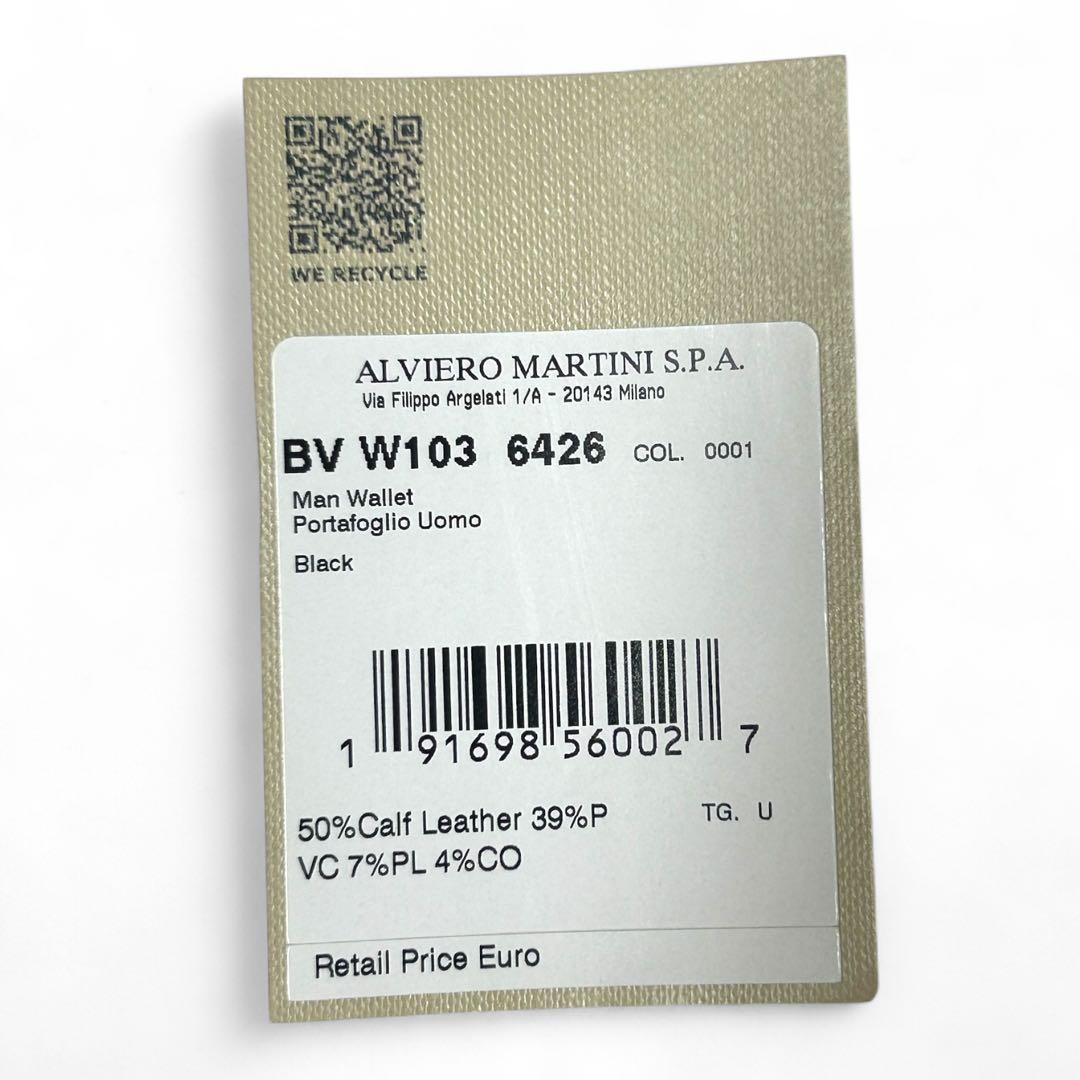 WE RECYCLE
ALVIERO MARTINI S.P.A.
Via Filippo Argelati 1/A - 20143 Milano
BV W103 6426 COL. 0001
Man Wallet
Portafoglio Uomo
Black
1 91698 56002 7
50%Calf Leather 39%P TG. U
VC 7%PL 4%CO
Retail Price Euro